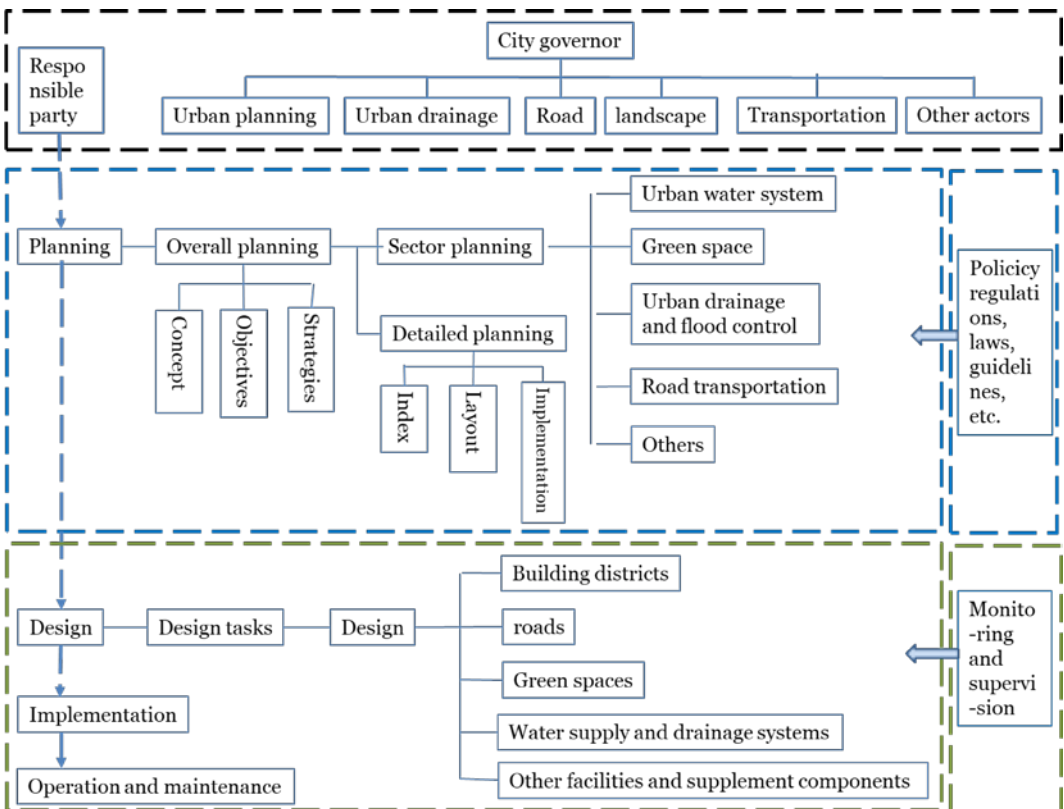 City governor
Respo
nsible
party
Urban planning
Urban drainage
Road
landscape
Transportation
Other actors
Planning
Overall planning
Sector planning
Concept
Objectives
Strategies
Detailed planning
Index
Layout
Implementation
Urban water system
Green space
Urban drainage
and flood control
Road transportation
Others
Policicy
regulati
ons,
laws,
guideli
nes,
etc.
Design
Design tasks
Design
Building districts
roads
Green spaces
Water supply and drainage systems
Other facilities and supplement components
Implementation
Operation and maintenance
Monito
-ring
and
supervi
-sion